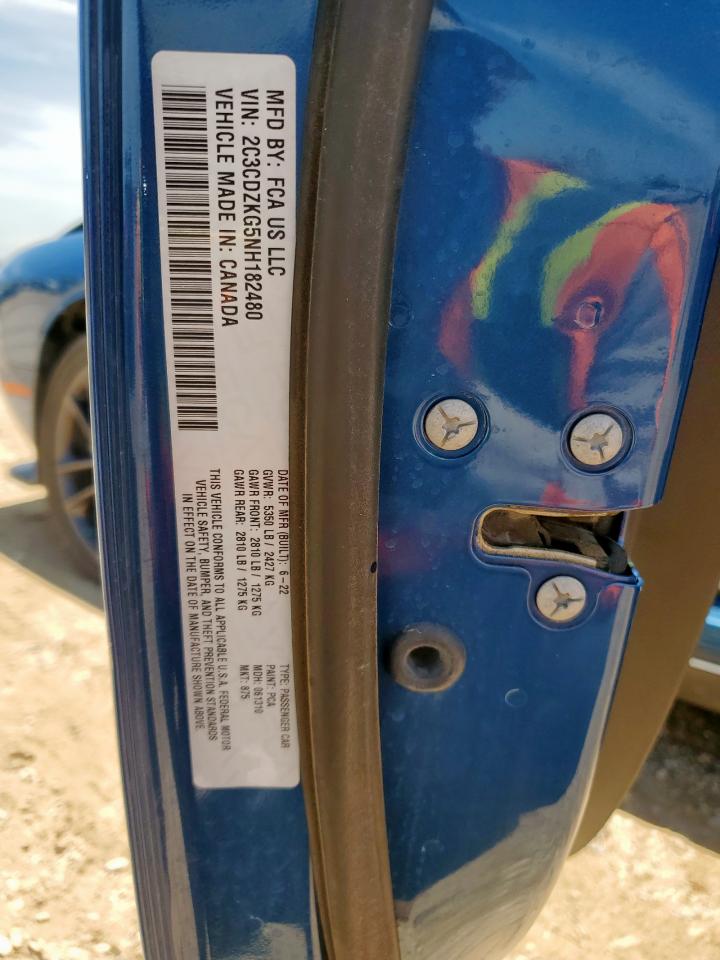 MFD BY: FCA US LLC
VIN: 2C3CDZKG5NH182480
VEHICLE MADE IN: CANADA
DATE OF MFR (BUILT): 6-22
GVWR: 5350 LB / 2427 KG
GAWR FRONT: 2810 LB / 1275 KG
GAWR REAR: 2810 LB / 1275 KG
TYPE: PASSENGER CAR
PAINT: PCA
MDH: 061310
MKT: 875
THIS VEHICLE CONFORMS TO ALL APPLICABLE U.S.A. FEDERAL MOTOR
VEHICLE SAFETY, BUMPER, AND THEFT PREVENTION STANDARDS
IN EFFECT ON THE DATE OF MANUFACTURE SHOWN ABOVE.